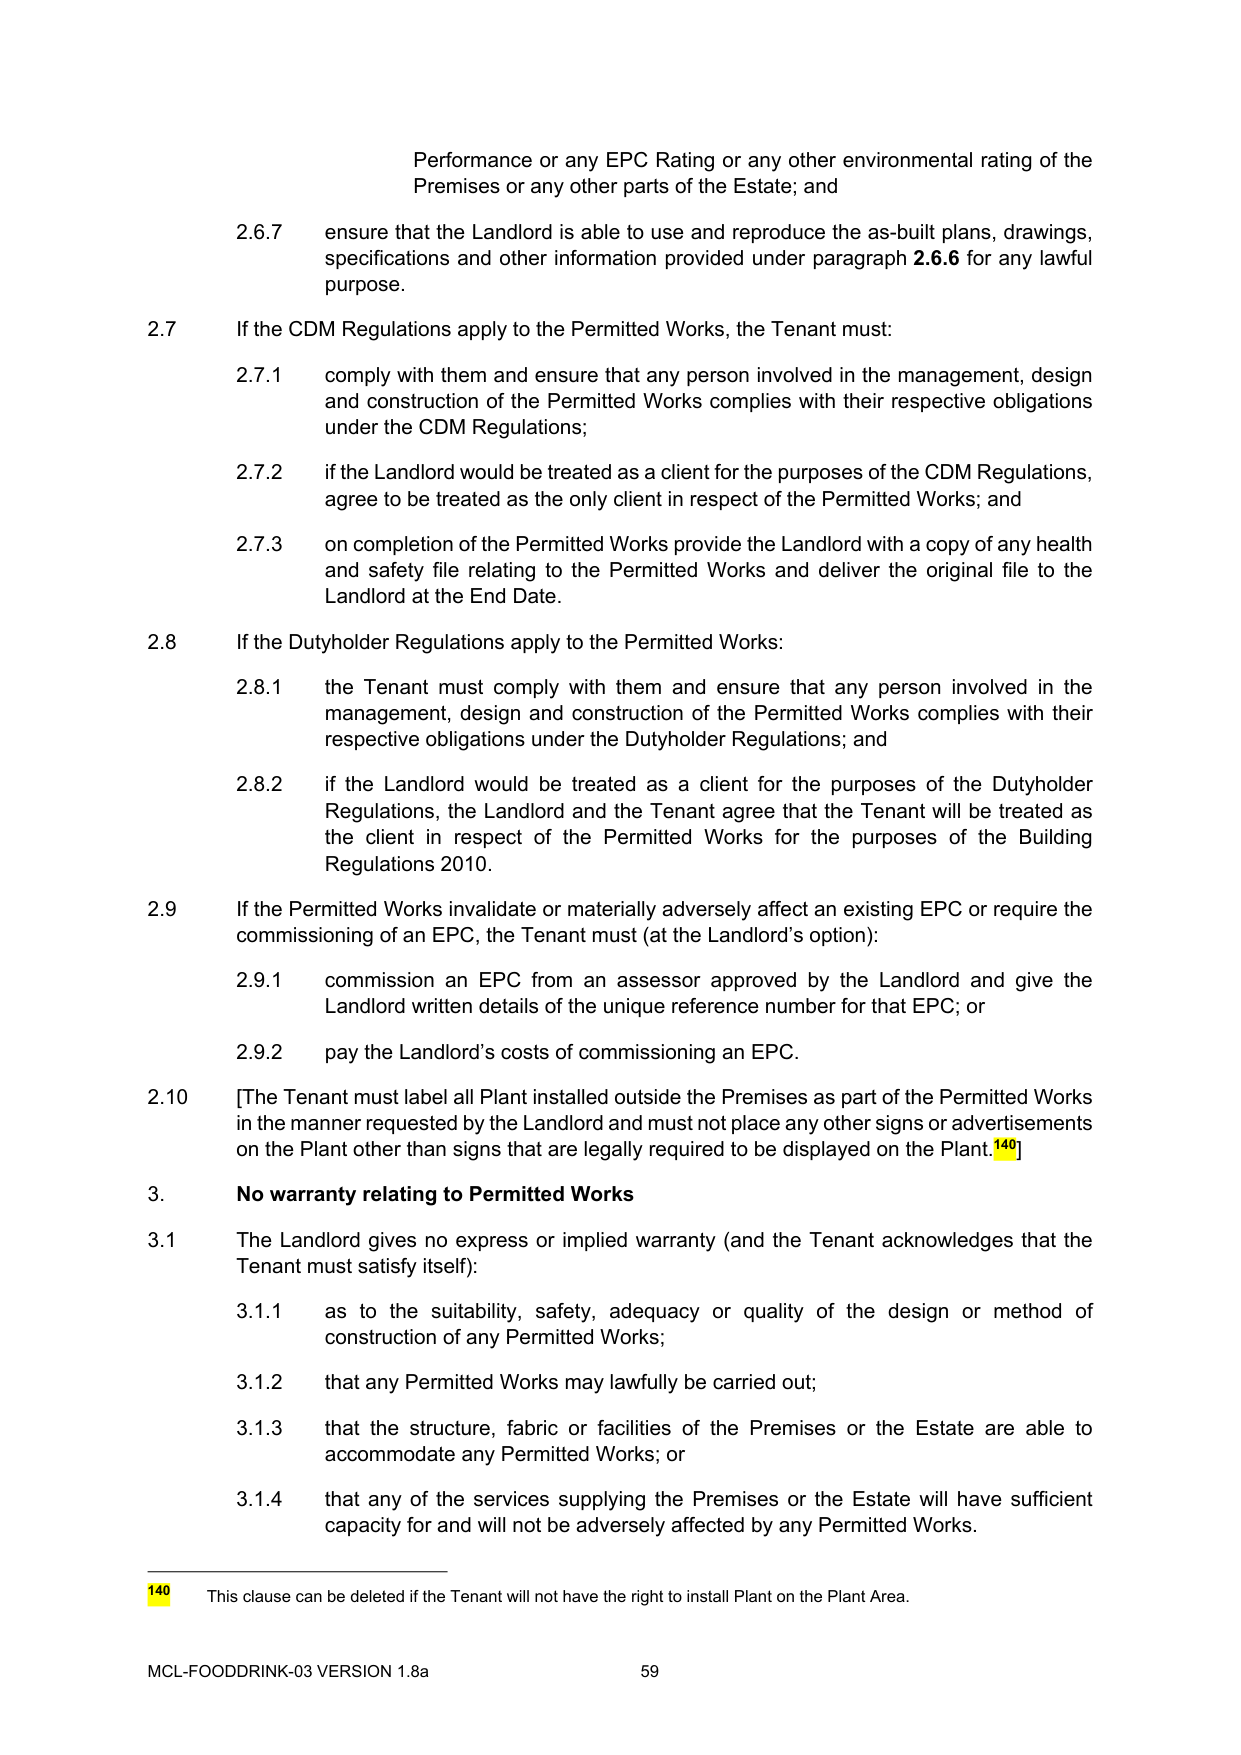 Performance or any EPC Rating or any other environmental rating of the
Premises or any other parts of the Estate; and
2.6.7 ensure that the Landlord is able to use and reproduce the as-built plans, drawings,
specifications and other information provided under paragraph 2.6.6 for any lawful
purpose.
2.7 If the CDM Regulations apply to the Permitted Works, the Tenant must:
2.7.1 comply with them and ensure that any person involved in the management, design
and construction of the Permitted Works complies with their respective obligations
under the CDM Regulations;
2.7.2 if the Landlord would be treated as a client for the purposes of the CDM Regulations,
agree to be treated as the only client in respect of the Permitted Works; and
2.7.3 on completion of the Permitted Works provide the Landlord with a copy of any health
and safety file relating to the Permitted Works and deliver the original file to the
Landlord at the End Date.
2.8 If the Dutyholder Regulations apply to the Permitted Works:
2.8.1 the Tenant must comply with them and ensure that any person involved in the
management, design and construction of the Permitted Works complies with their
respective obligations under the Dutyholder Regulations; and
2.8.2 if the Landlord would be treated as a client for the purposes of the Dutyholder
Regulations, the Landlord and the Tenant agree that the Tenant will be treated as
the client in respect of the Permitted Works for the purposes of the Building
Regulations 2010.
2.9 If the Permitted Works invalidate or materially adversely affect an existing EPC or require the
commissioning of an EPC, the Tenant must (at the Landlord’s option):
2.9.1 commission an EPC from an assessor approved by the Landlord and give the
Landlord written details of the unique reference number for that EPC; or
2.9.2 pay the Landlord’s costs of commissioning an EPC.
2.10 [The Tenant must label all Plant installed outside the Premises as part of the Permitted Works
in the manner requested by the Landlord and must not place any other signs or advertisements
on the Plant other than signs that are legally required to be displayed on the Plant.140]
3. No warranty relating to Permitted Works
3.1 The Landlord gives no express or implied warranty (and the Tenant acknowledges that the
Tenant must satisfy itself):
3.1.1 as to the suitability, safety, adequacy or quality of the design or method of
construction of any Permitted Works;
3.1.2 that any Permitted Works may lawfully be carried out;
3.1.3 that the structure, fabric or facilities of the Premises or the Estate are able to
accommodate any Permitted Works; or
3.1.4 that any of the services supplying the Premises or the Estate will have sufficient
capacity for and will not be adversely affected by any Permitted Works.
140 This clause can be deleted if the Tenant will not have the right to install Plant on the Plant Area.
MCL-FOODDRINK-03 VERSION 1.8a 59